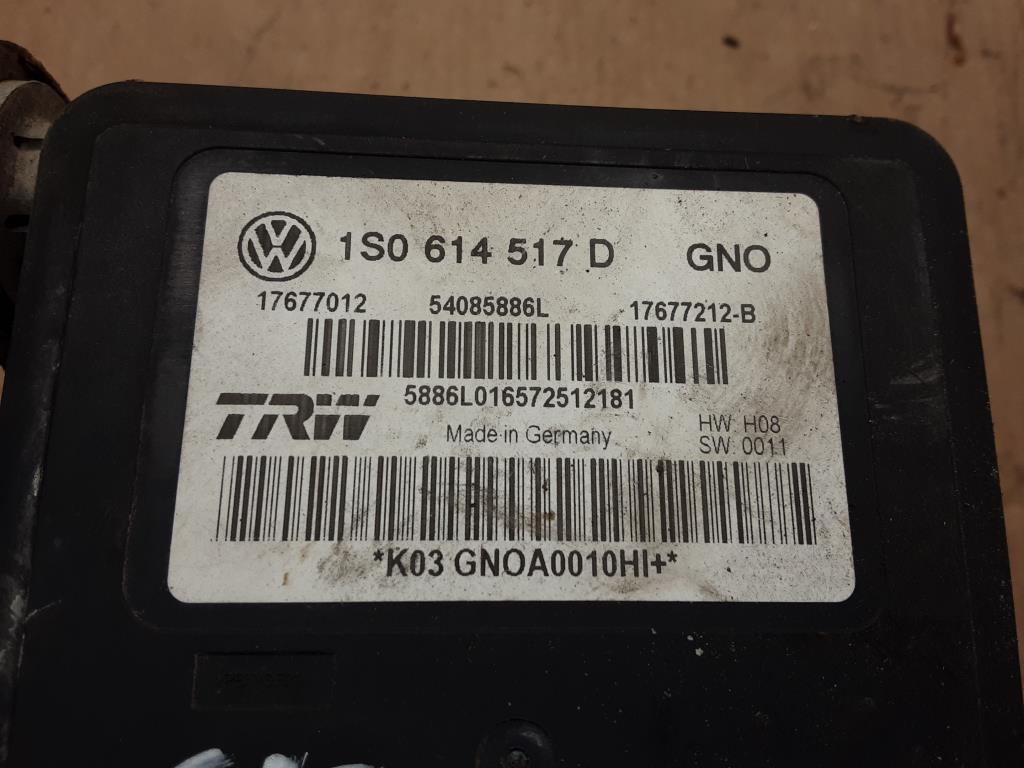 1S0 614 517 D GNO
17677012 54085886L 17677212-B
5886L016572512181
TRW Made in Germany HW: H08
SW: 0011
*K03 GNOA0010HI+*